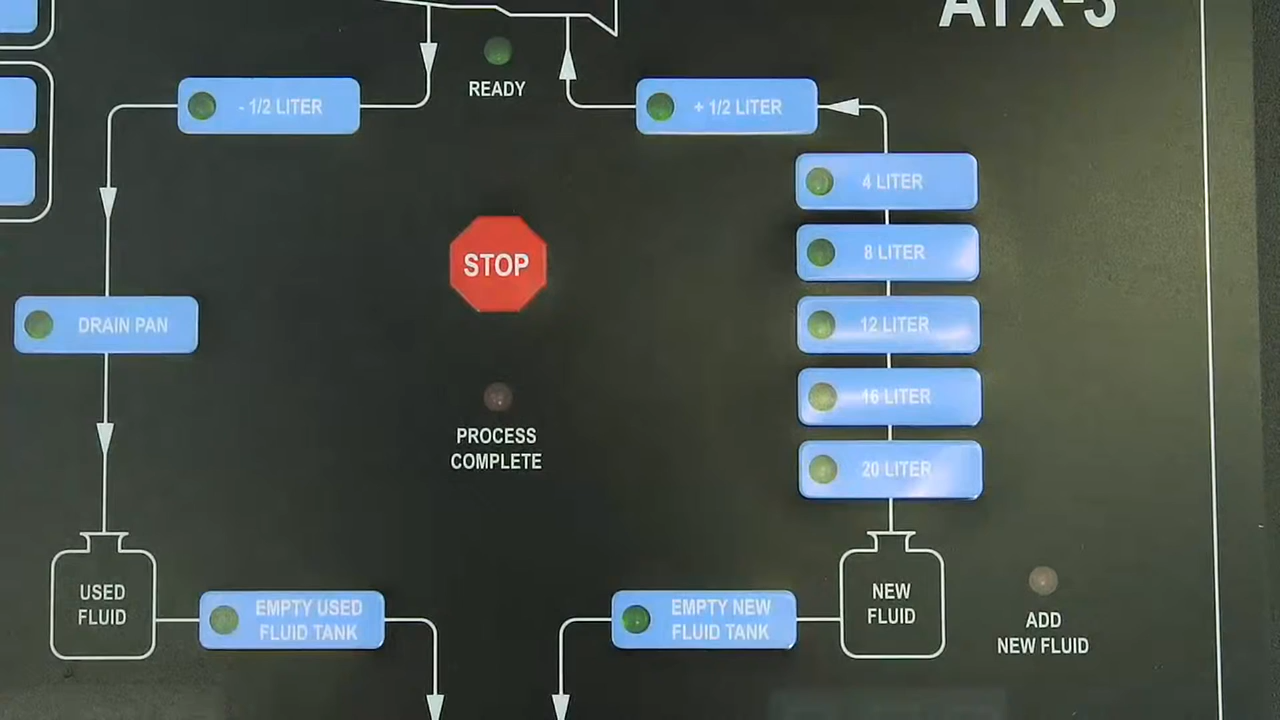 ATX-3
READY
- 1/2 LITER
+ 1/2 LITER
4 LITER
8 LITER
STOP
12 LITER
DRAIN PAN
16 LITER
PROCESS
COMPLETE
20 LITER
USED
FLUID
EMPTY USED
FLUID TANK
EMPTY NEW
FLUID TANK
NEW
FLUID
ADD
NEW FLUID